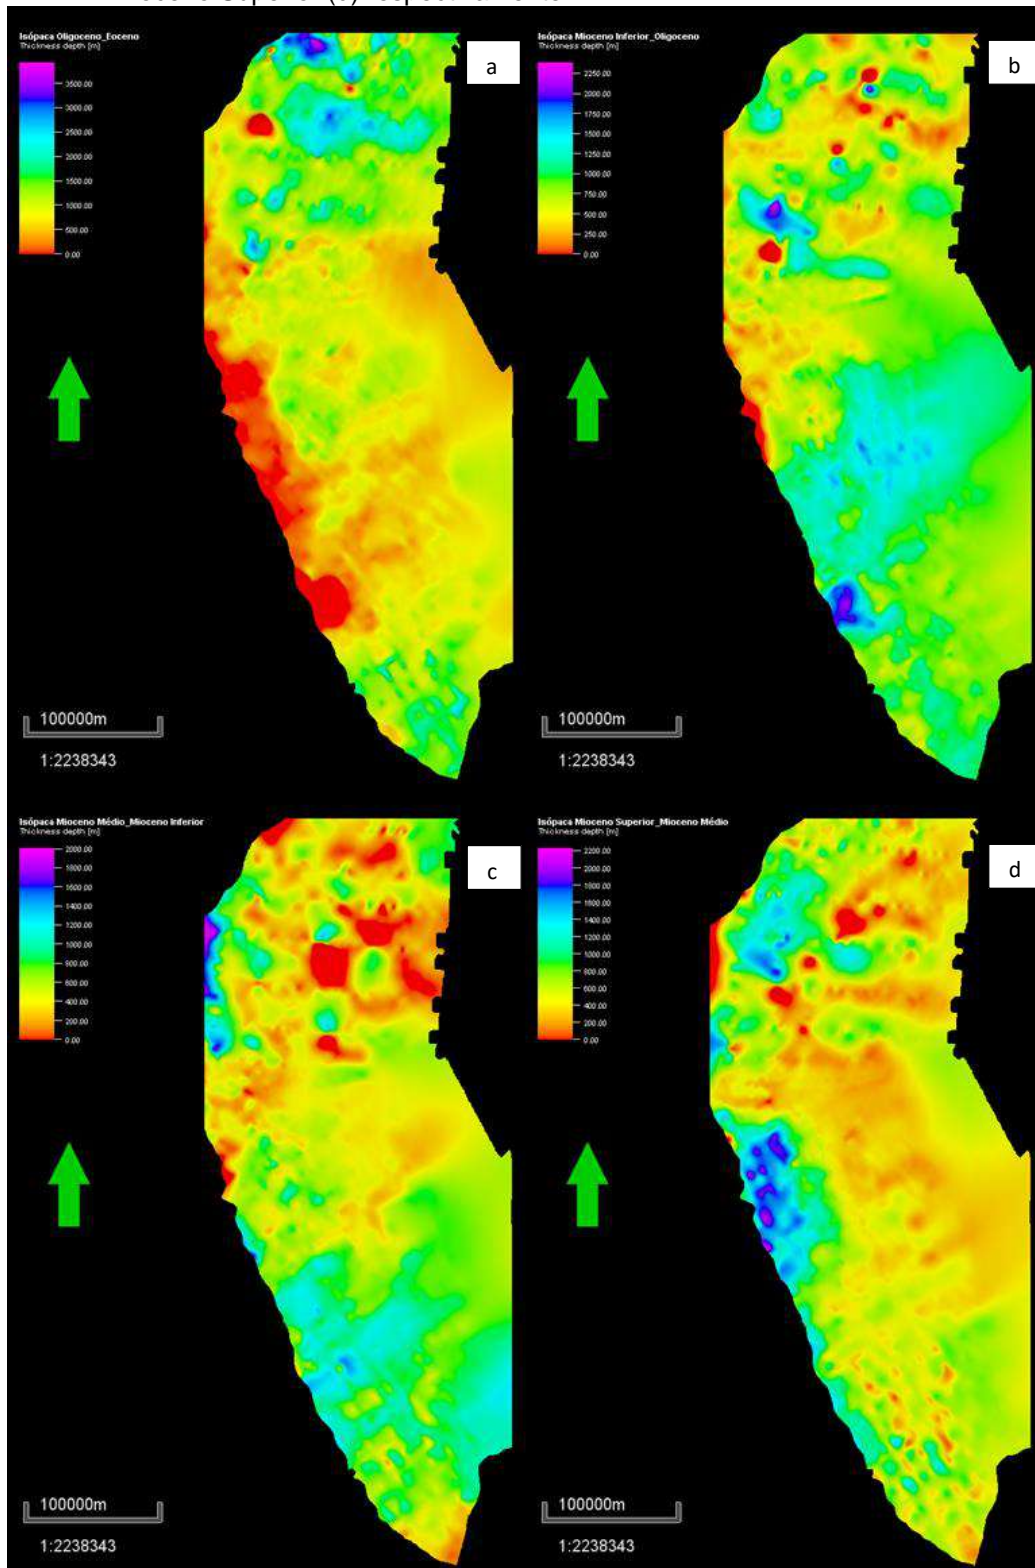 Isópaca Oligoceno_Eoceno
Thickness depth [m]
3500.00
3000.00
2500.00
2000.00
1500.00
1000.00
500.00
0.00
a
100000m
1:2238343
Isópaca Mioceno Inferior_Oligoceno
Thickness depth [m]
2250.00
2000.00
1750.00
1500.00
1250.00
1000.00
750.00
500.00
250.00
0.00
b
100000m
1:2238343
Isópaca Mioceno Médio_Mioceno Inferior
Thickness depth [m]
2000.00
1800.00
1600.00
1400.00
1200.00
1000.00
800.00
600.00
400.00
200.00
0.00
c
100000m
1:2238343
Isópaca Mioceno Superior_Mioceno Médio
Thickness depth [m]
2200.00
2000.00
1800.00
1600.00
1400.00
1200.00
1000.00
800.00
600.00
400.00
200.00
0.00
d
100000m
1:2238343